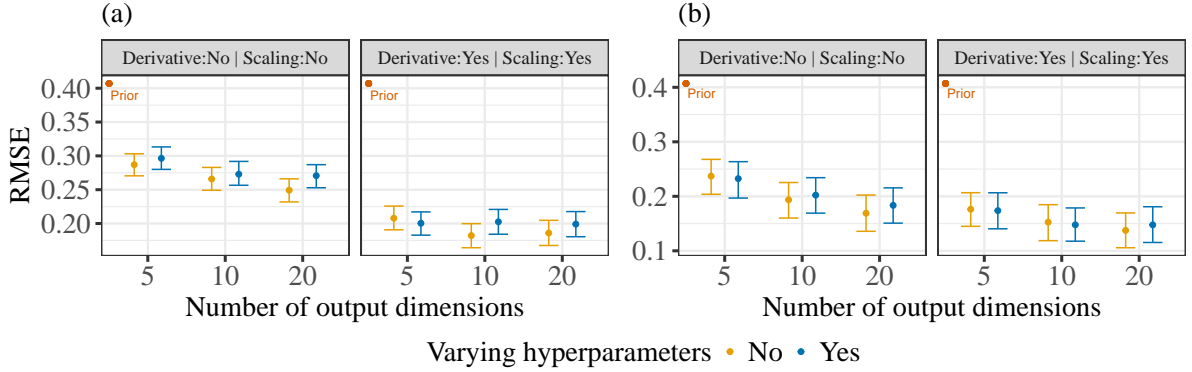 (a)
Derivative:No | Scaling:No
Derivative:Yes | Scaling:Yes
RMSE
0.40
0.35
0.30
0.25
0.20
Prior
Prior
5 10 20
5 10 20
Number of output dimensions
(b)
Derivative:No | Scaling:No
Derivative:Yes | Scaling:Yes
0.4
0.3
0.2
0.1
Prior
Prior
5 10 20
5 10 20
Number of output dimensions
Varying hyperparameters No Yes